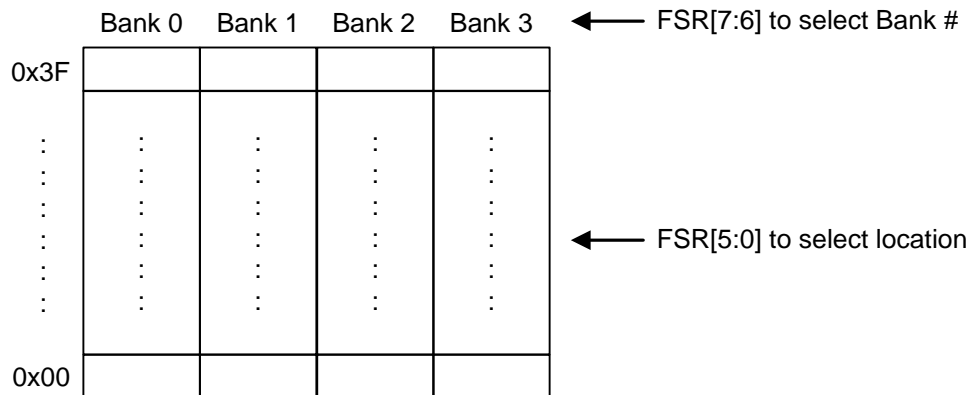 Bank 0 Bank 1 Bank 2 Bank 3 FSR[7:6] to select Bank #
0x3F
FSR[5:0] to select location
0x00